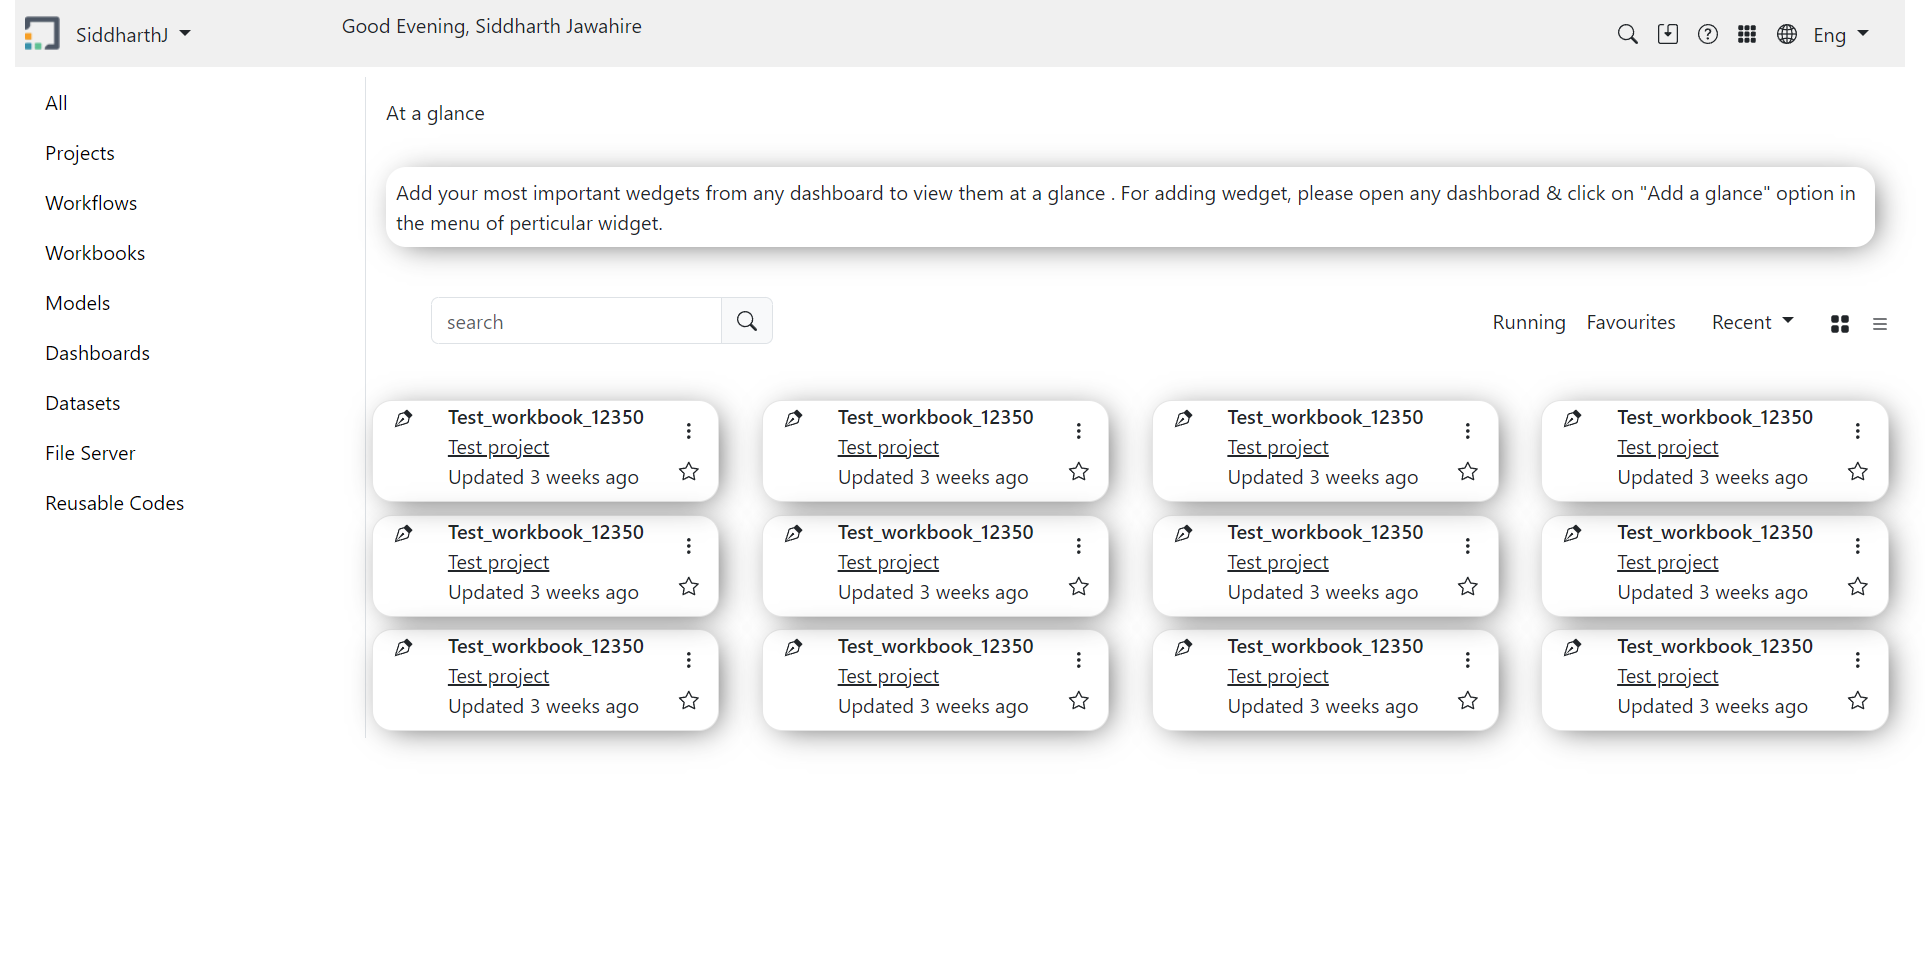 SiddharthJ
Good Evening, Siddharth Jawahire
Eng
All
Projects
Workflows
Workbooks
Models
Dashboards
Datasets
File Server
Reusable Codes
At a glance
Add your most important wedgets from any dashboard to view them at a glance . For adding wedget, please open any dashborad & click on "Add a glance" option in
the menu of perticular widget.
search
Running
Favourites
Recent
Test_workbook_12350
Test project
Updated 3 weeks ago
Test_workbook_12350
Test project
Updated 3 weeks ago
Test_workbook_12350
Test project
Updated 3 weeks ago
Test_workbook_12350
Test project
Updated 3 weeks ago
Test_workbook_12350
Test project
Updated 3 weeks ago
Test_workbook_12350
Test project
Updated 3 weeks ago
Test_workbook_12350
Test project
Updated 3 weeks ago
Test_workbook_12350
Test project
Updated 3 weeks ago
Test_workbook_12350
Test project
Updated 3 weeks ago
Test_workbook_12350
Test project
Updated 3 weeks ago
Test_workbook_12350
Test project
Updated 3 weeks ago
Test_workbook_12350
Test project
Updated 3 weeks ago